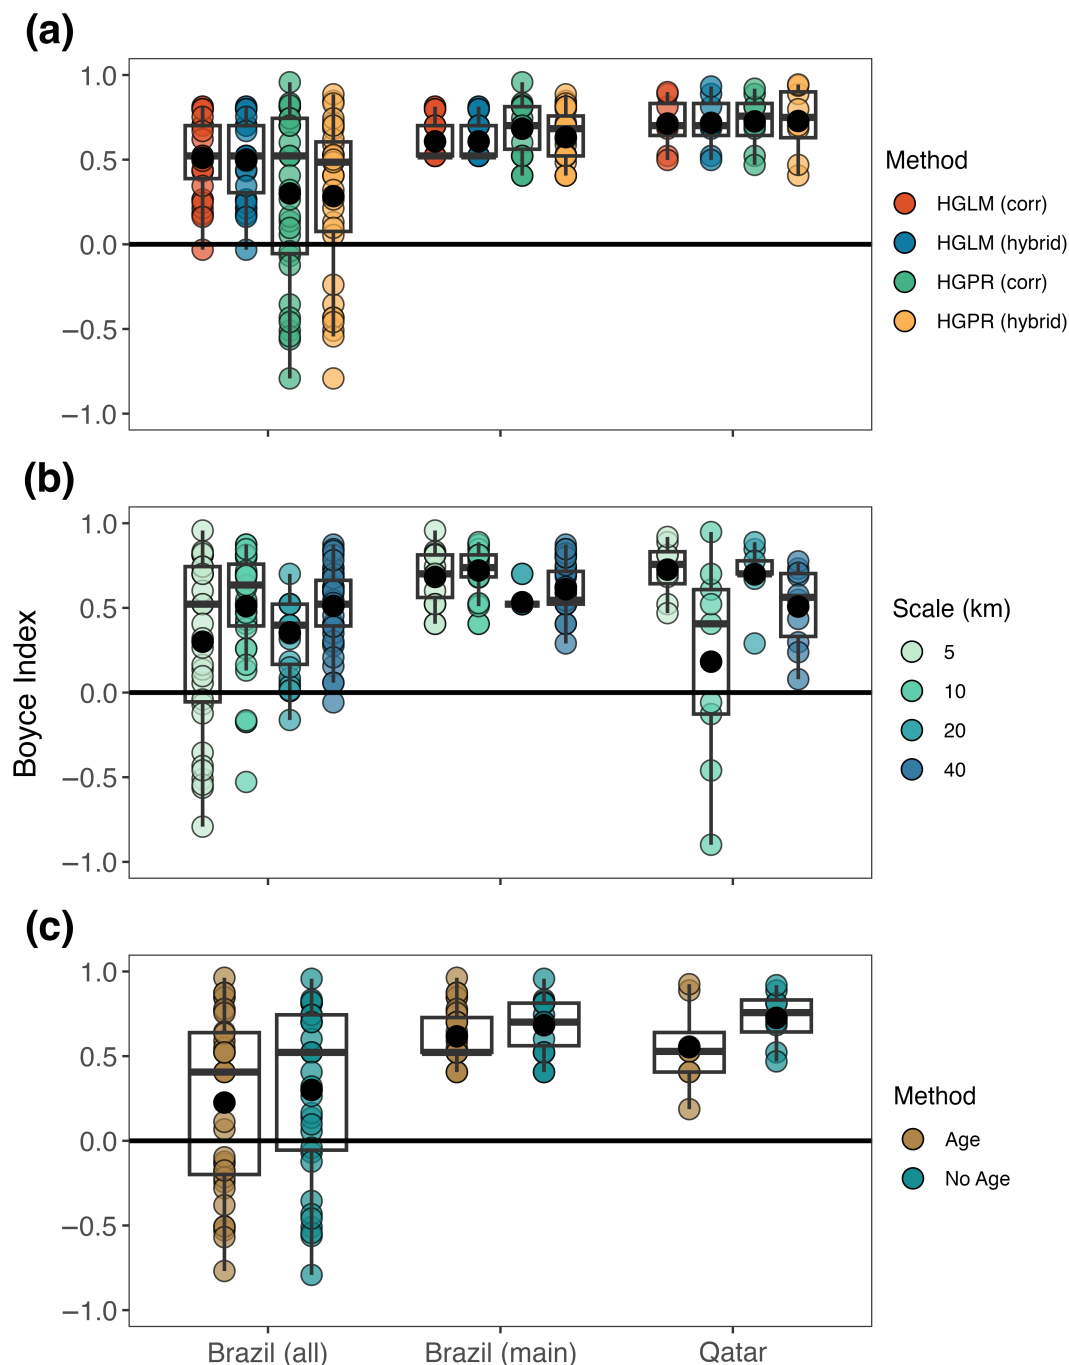 (a)
1.0
0.5
0.0
−0.5
−1.0
Method
HGLM (corr)
HGLM (hybrid)
HGPR (corr)
HGPR (hybrid)
(b)
1.0
0.5
0.0
−0.5
−1.0
Boyce Index
Scale (km)
5
10
20
40
(c)
1.0
0.5
0.0
−0.5
−1.0
Method
Age
No Age
Brazil (all)
Brazil (main)
Qatar